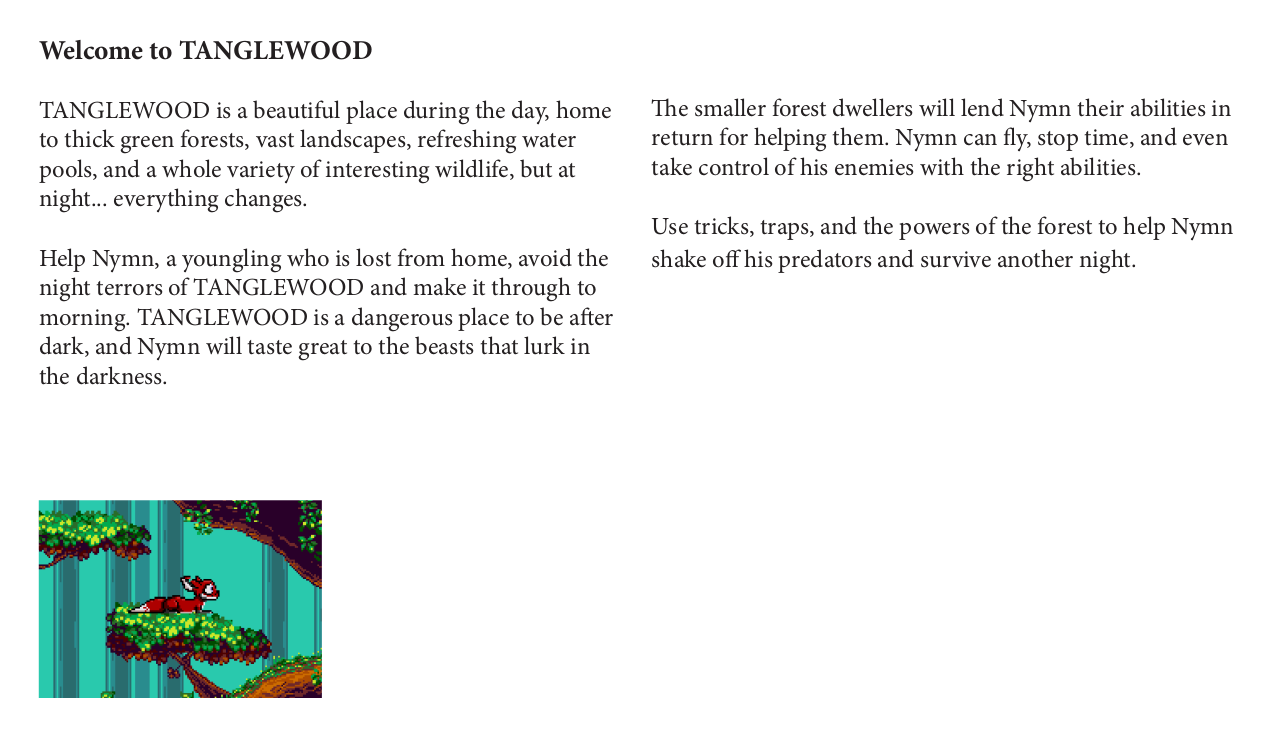 Welcome to TANGLEWOOD
TANGLEWOOD is a beautiful place during the day, home
to thick green forests, vast landscapes, refreshing water
pools, and a whole variety of interesting wildlife, but at
night... everything changes.
Help Nymn, a youngling who is lost from home, avoid the
night terrors of TANGLEWOOD and make it through to
morning. TANGLEWOOD is a dangerous place to be after
dark, and Nymn will taste great to the beasts that lurk in
the darkness.
The smaller forest dwellers will lend Nymn their abilities in
return for helping them. Nymn can fly, stop time, and even
take control of his enemies with the right abilities.
Use tricks, traps, and the powers of the forest to help Nymn
shake off his predators and survive another night.